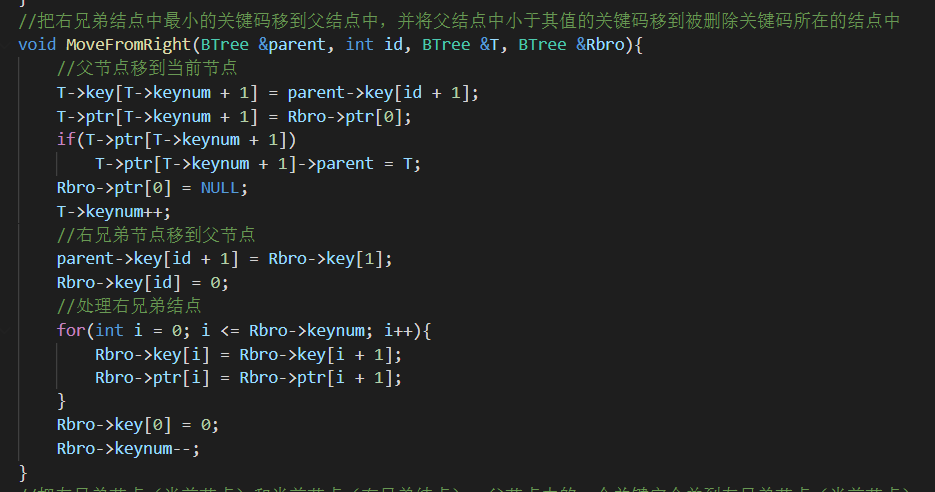 }
//把右兄弟结点中最小的关键码移到父结点中，并将父结点中小于其值的关键码移到被删除关键码所在的结点中
void MoveFromRight(BTree &parent, int id, BTree &T, BTree &Rbro){
//父节点移到当前节点
T->key[T->keynum + 1] = parent->key[id + 1];
T->ptr[T->keynum + 1] = Rbro->ptr[0];
if(T->ptr[T->keynum + 1])
T->ptr[T->keynum + 1]->parent = T;
Rbro->ptr[0] = NULL;
T->keynum++;
//右兄弟节点移到父节点
parent->key[id + 1] = Rbro->key[1];
Rbro->key[id] = 0;
//处理右兄弟结点
for(int i = 0; i <= Rbro->keynum; i++){
Rbro->key[i] = Rbro->key[i + 1];
Rbro->ptr[i] = Rbro->ptr[i + 1];
}
Rbro->key[0] = 0;
Rbro->keynum--;
}